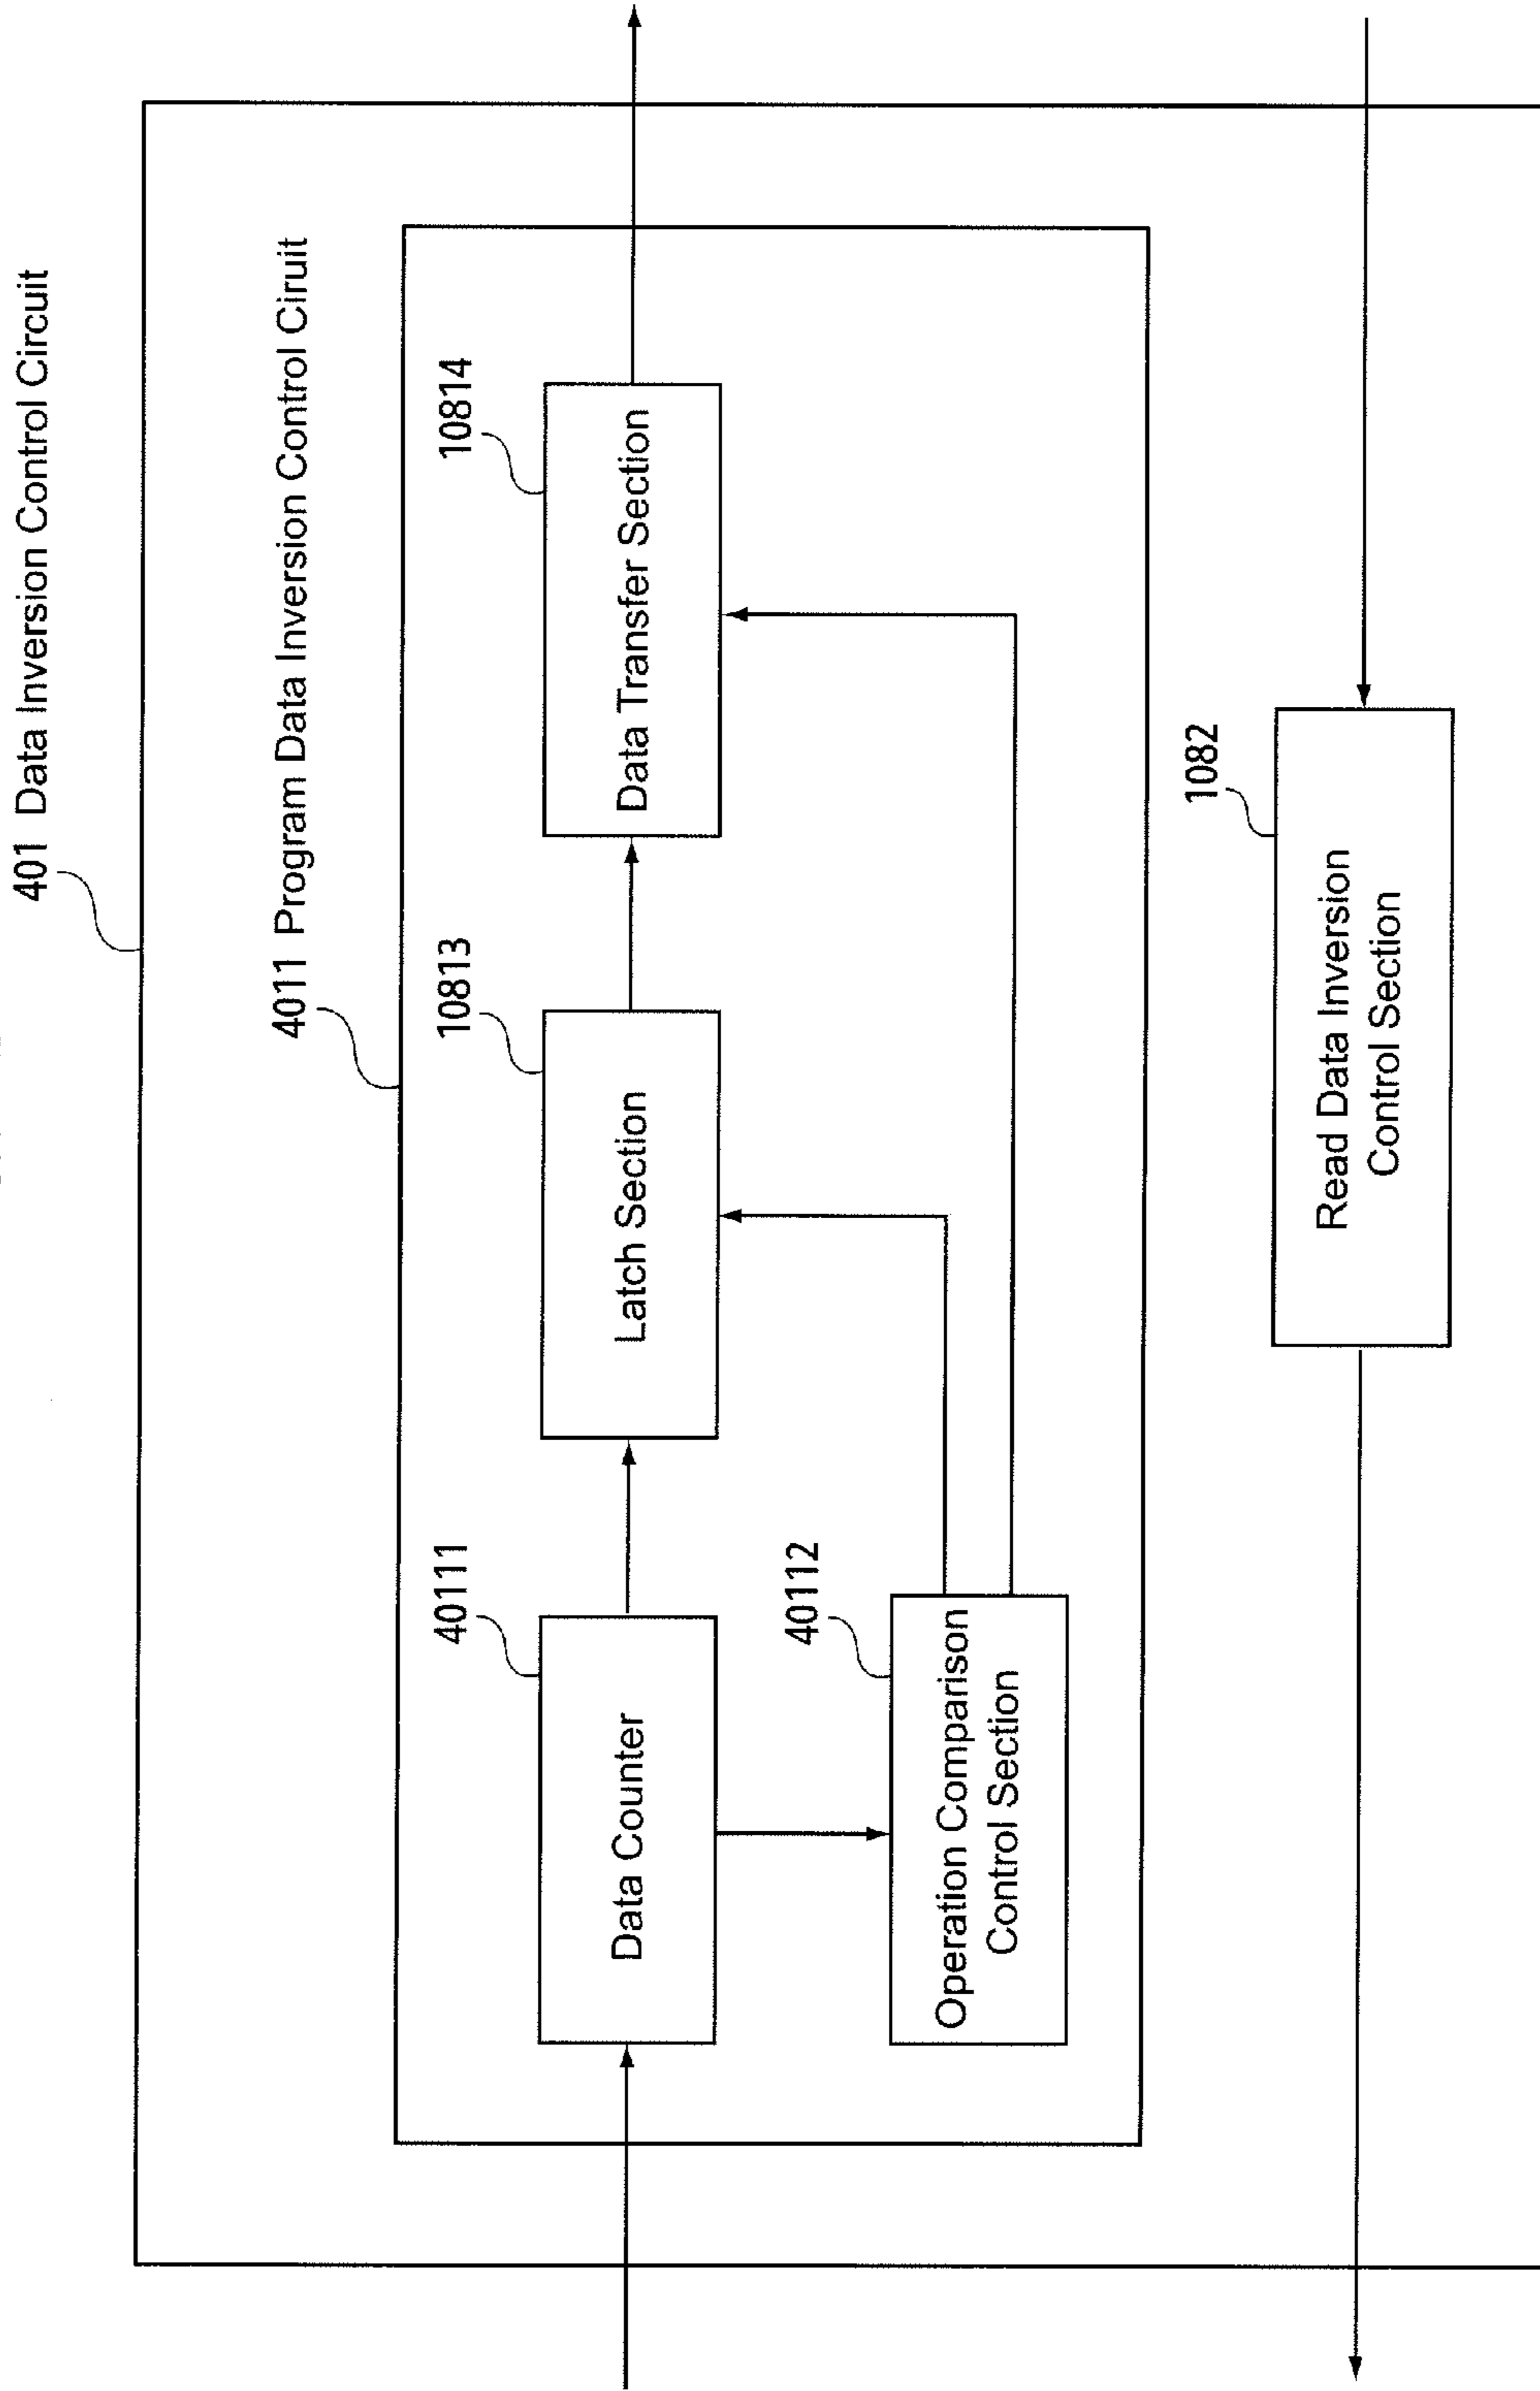 401 Data Inversion Control Circuit
4011 Program Data Inversion Control Ciruit
40111
Data Counter
10813
Latch Section
10814
Data Transfer Section
40112
Operation Comparison
Control Section
1082
Read Data Inversion
Control Section